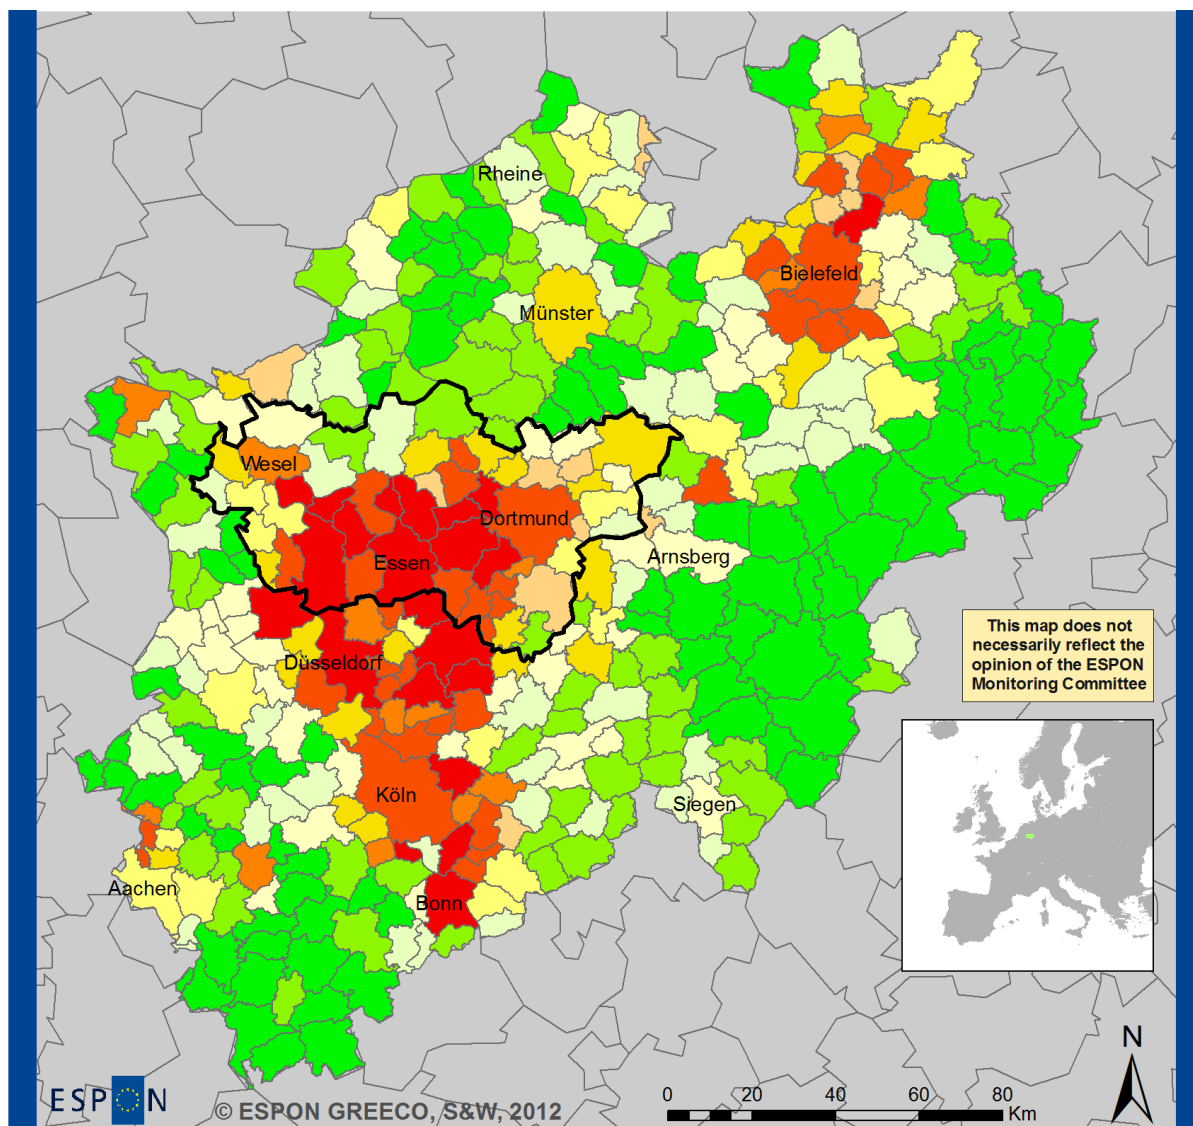 Rheine
Bielefeld
Münster
Wesel
Dortmund
Essen
Arnsberg
Düsseldorf
Köln
Siegen
Aachen
Bonn
This map does not
necessarily reflect the
opinion of the ESPON
Monitoring Committee
N
ESPON
© ESPON GREECO, S&W, 2012
0 20 40 60 80
Km